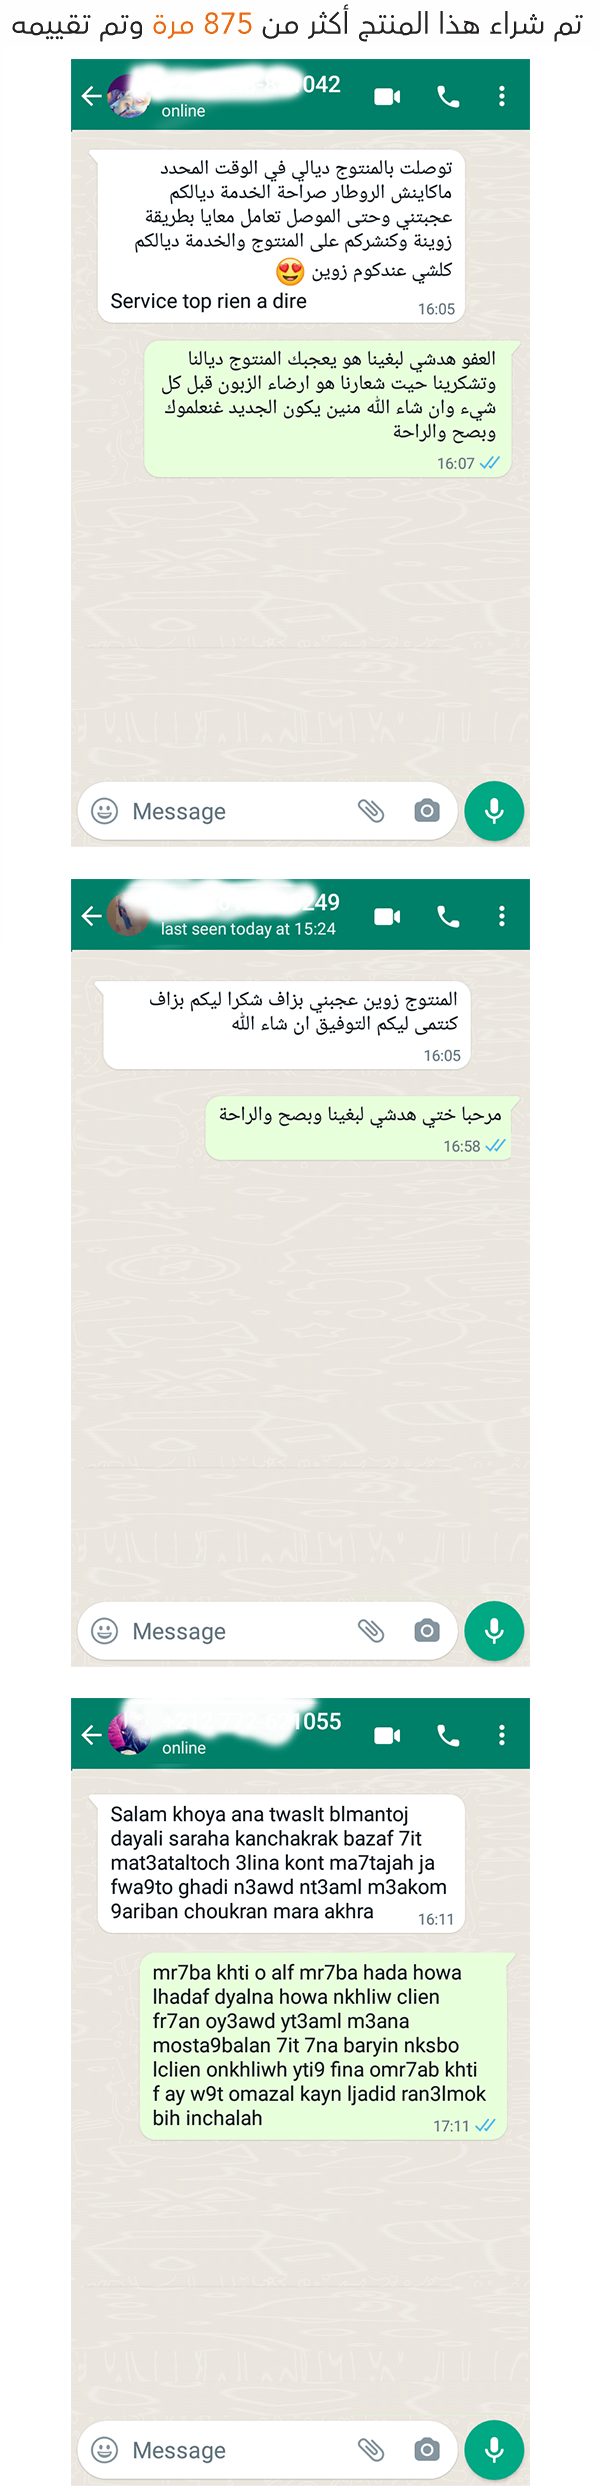 تم شراء هذا المنتج أكثر من 875 مرة وتم تقييمه
042
online
توصلت بالمنتوج ديالي في الوقت المحدد
ماكاينش الروطار صراحة الخدمة ديالكم
عجبتني وحتى الموصل تعامل معايا بطريقة
زوينة وكنشركم على المنتوج والخدمة ديالكم
كلشي عندكوم زوين 😍
Service top rien a dire
16:05
العفو هدشي لبغينا هو يعجبك المنتوج ديالنا
وتشكرينا حيت شعارنا هو ارضاء الزبون قبل كل
شيء وان شاء الله منين يكون الجديد غنعلموك
وبصح والراحة
16:07
Message
249
last seen today at 15:24
المنتوج زوين عجبني بزاف شكرا ليكم بزاف
كنتمى ليكم التوفيق ان شاء الله
16:05
مرحبا ختي هدشي لبغينا وبصح والراحة
16:58
Message
1055
online
Salam khoya ana twaslt blmantoj
dayali saraha kanchakrak bazaf 7it
mat3ataltoch 3lina kont ma7tajah ja
fwa9to ghadi n3awd nt3aml m3akom
9ariban choukran mara akhra
16:11
mr7ba khti o alf mr7ba hada howa
lhadaf dyalna howa nkhliw clien
fr7an oy3awd yt3aml m3ana
mosta9balan 7it 7na baryin nksbo
lclien onkhliwh yti9 fina omr7ab khti
f ay w9t omazal kayn ljadid ran3lmok
bih inchalah
17:11
Message